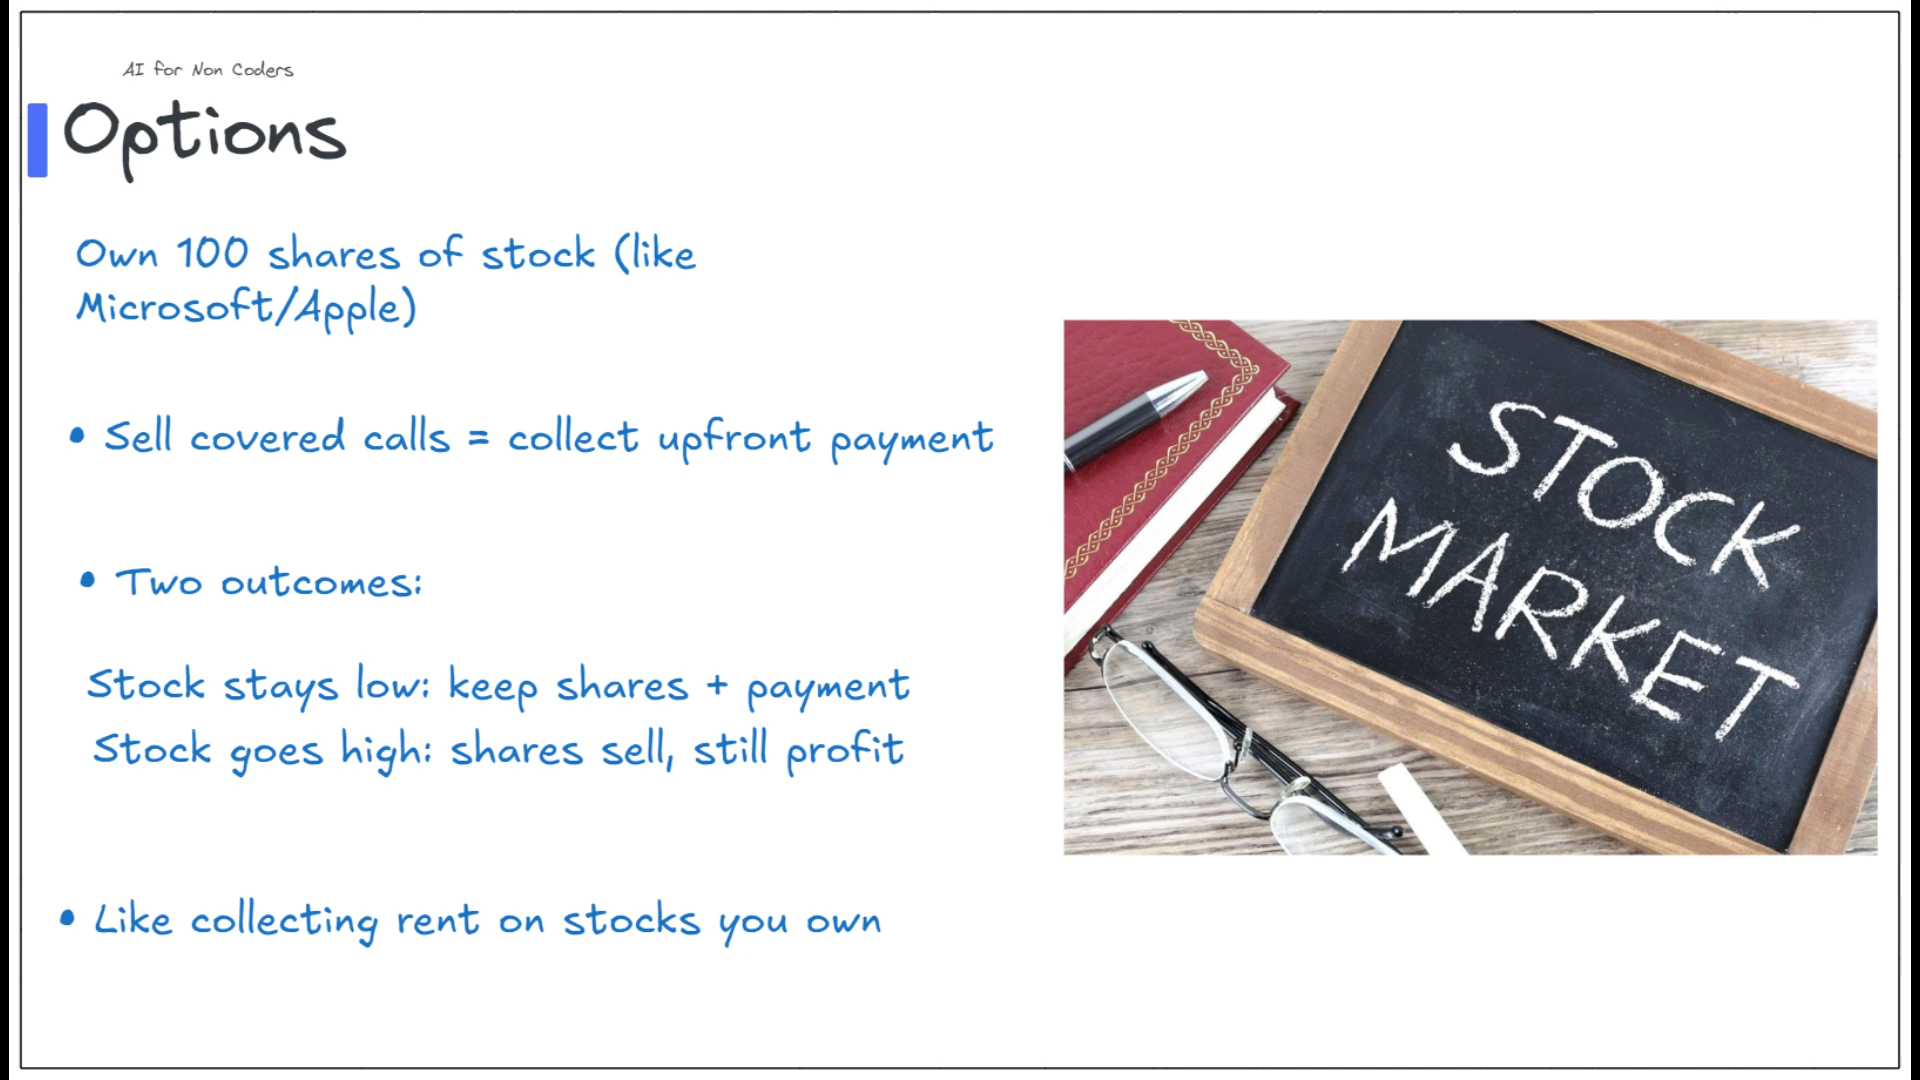 AI for Non Coders
Options
Own 100 shares of stock (like
Microsoft/Apple)
• Sell covered calls = collect upfront payment
• Two outcomes:
Stock stays low: keep shares + payment
Stock goes high: shares sell, still profit
• Like collecting rent on stocks you own
STOCK
MARKET